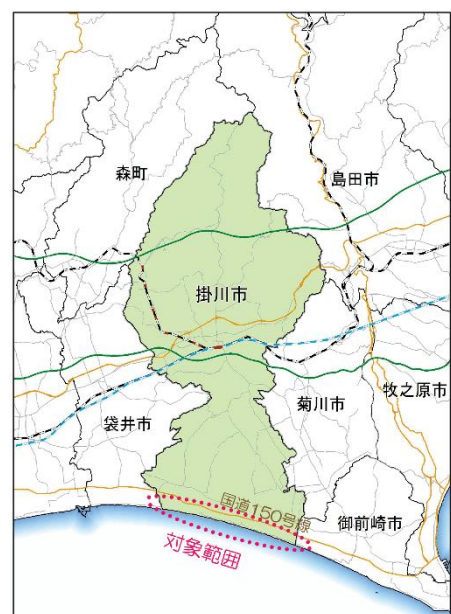 森町
島田市
掛川市
袋井市
菊川市
牧之原市
国道150号線
御前崎市
対象範囲